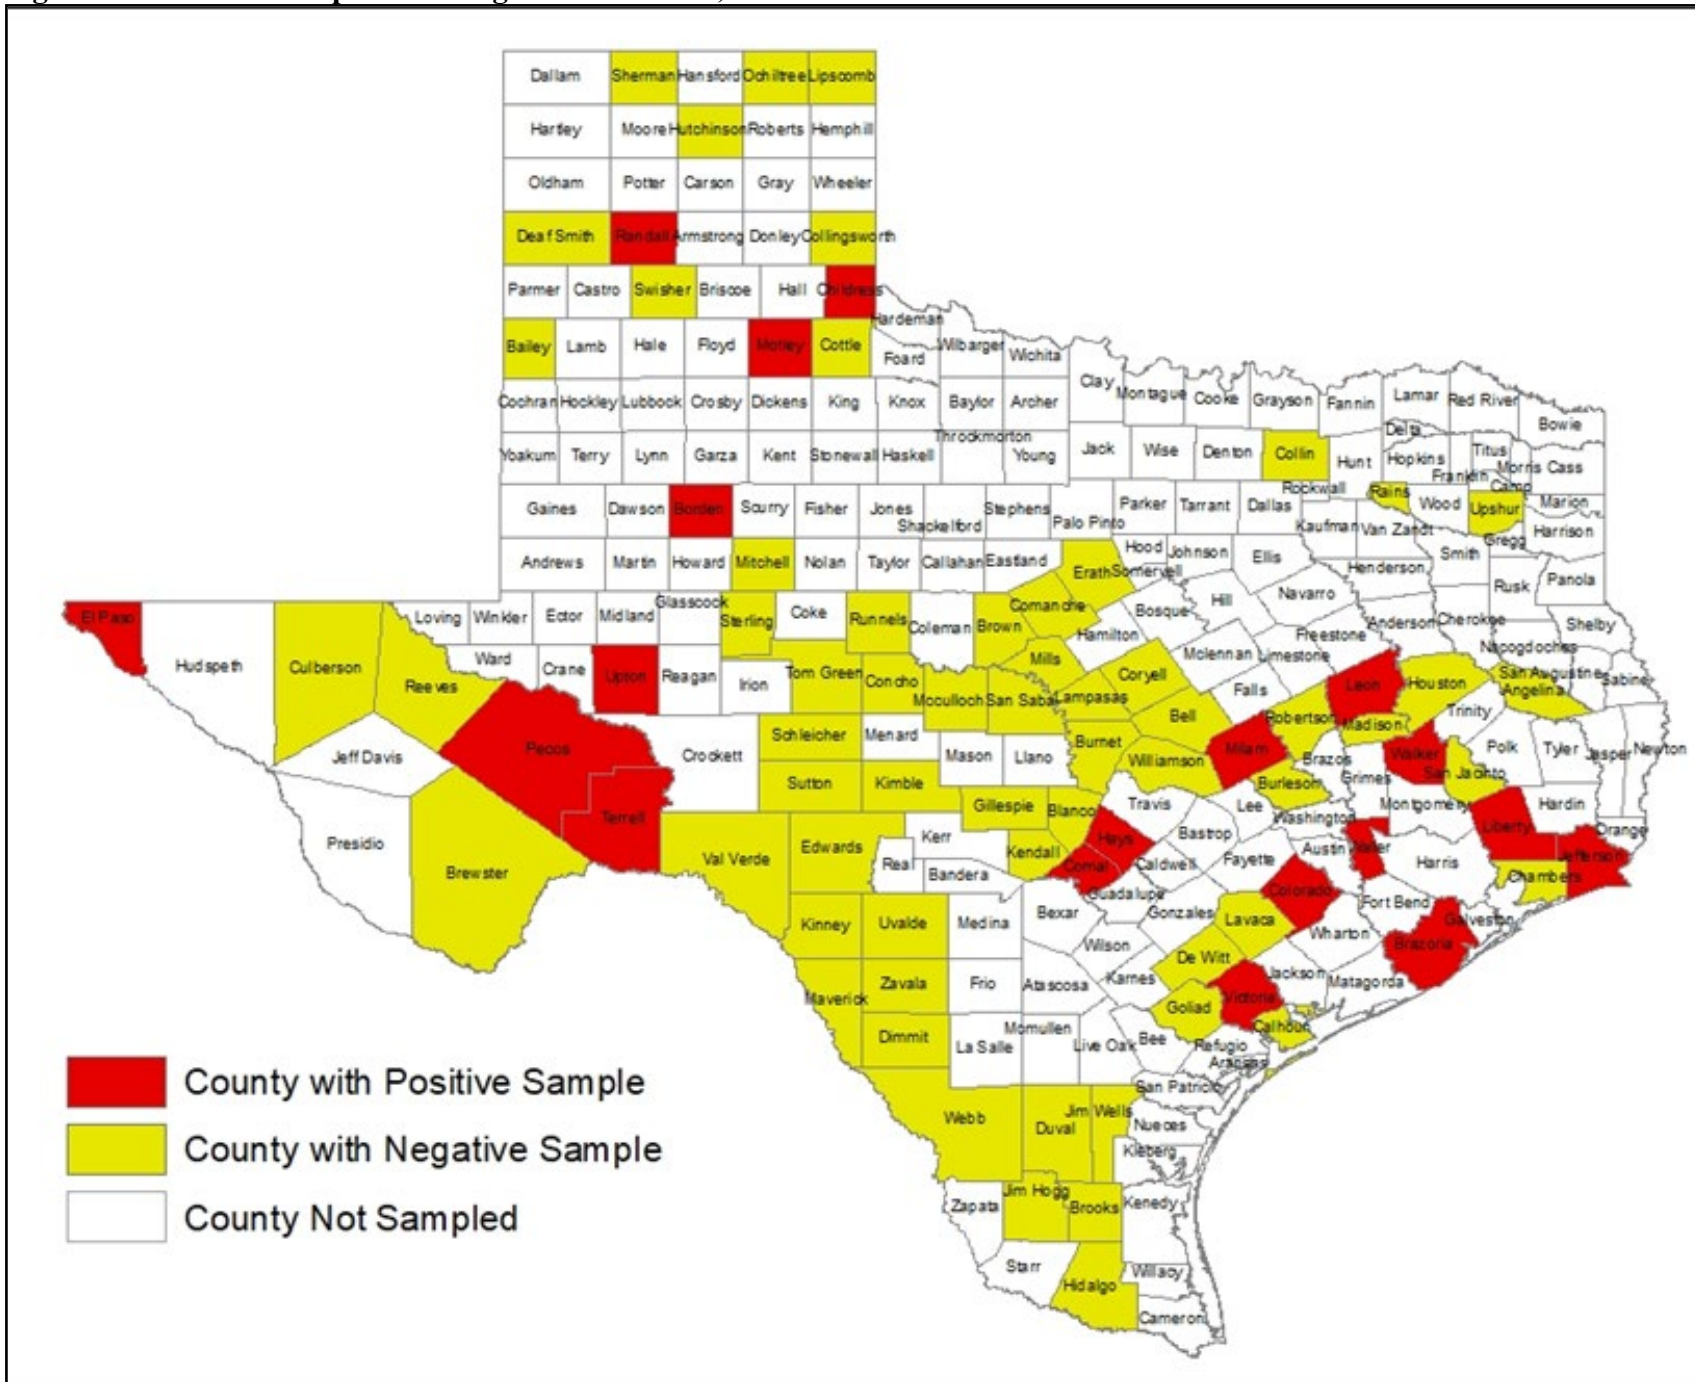 Dallam Sherman Hansford Ochiltree Lipscomb
Hartley Moore Hutchinson Roberts Hemphill
Oldham Potter Carson Gray Wheeler
Deaf Smith Randall Armstrong Donley Collingsworth
Parmer Castro Swisher Briscoe Hall Childress
Hardeman
Bailey Lamb Hale Floyd Motley Cottle Foard Wilbarger Wichita
Clay Montague Cooke Grayson Fannin Lamar Red River
Cochran Hockley Lubbock Crosby Dickens King Knox Baylor Archer
Bowie
Delta
Throckmorton
Yoakum Terry Lynn Garza Kent Stonewall Haskell Young Jack Wise Denton Collin Hunt Hopkins Titus
Franklin Morris Cass
Rockwall Rains Camp
Gaines Dawson Borden Scurry Fisher Jones Shackelford Stephens Palo Pinto Parker Tarrant Dallas Wood Upshur Marion
Kaufman Van Zandt Gregg Harrison
Andrews Martin Howard Mitchell Nolan Taylor Callahan Eastland Hood Johnson Ellis Smith
Erath Somervell Henderson Rusk Panola
El Paso Loving Winkler Ector Midland Glasscock Sterling Coke Runnels Coleman Brown Comanche Bosque Hill Navarro
Hamilton Freestone Anderson Cherokee Shelby
Nacogdoches
Hudspeth Culberson Reeves Ward Crane Upton Reagan Irion Tom Green Concho Mcculloch San Saba Mills Lampasas Coryell Mclennan Limestone
Falls Leon Houston San Augustine Sabine
Angelina
Bell Robertson Madison Trinity
Jeff Davis Pecos Crockett Schleicher Menard Mason Llano Burnet Williamson Milam Brazos Walker Polk Tyler Jasper Newton
Sutton Kimble Burleson Grimes San Jacinto
Terrell Gillespie Blanco Travis Lee Washington Montgomery Hardin
Presidio Brewster Val Verde Edwards Kerr Real Bandera Kendall Hays Comal Bastrop Caldwell Fayette Austin Waller Harris Liberty Orange
Jefferson
Chambers
Guadalupe Colorado
Kinney Uvalde Medina Bexar Gonzales Lavaca Fort Bend Galveston
Wilson Wharton Brazoria
De Witt
Maverick Zavala Frio Atascosa Karnes Jackson Matagorda
Goliad Victoria
Dimmit La Salle Mcmullen Live Oak Bee Refugio Calhoun
Aransas
San Patricio
Webb Duval Jim Wells Nueces
Kleberg
Zapata Jim Hogg Brooks Kenedy
Starr Hidalgo Willacy
Cameron
County with Positive Sample
County with Negative Sample
County Not Sampled